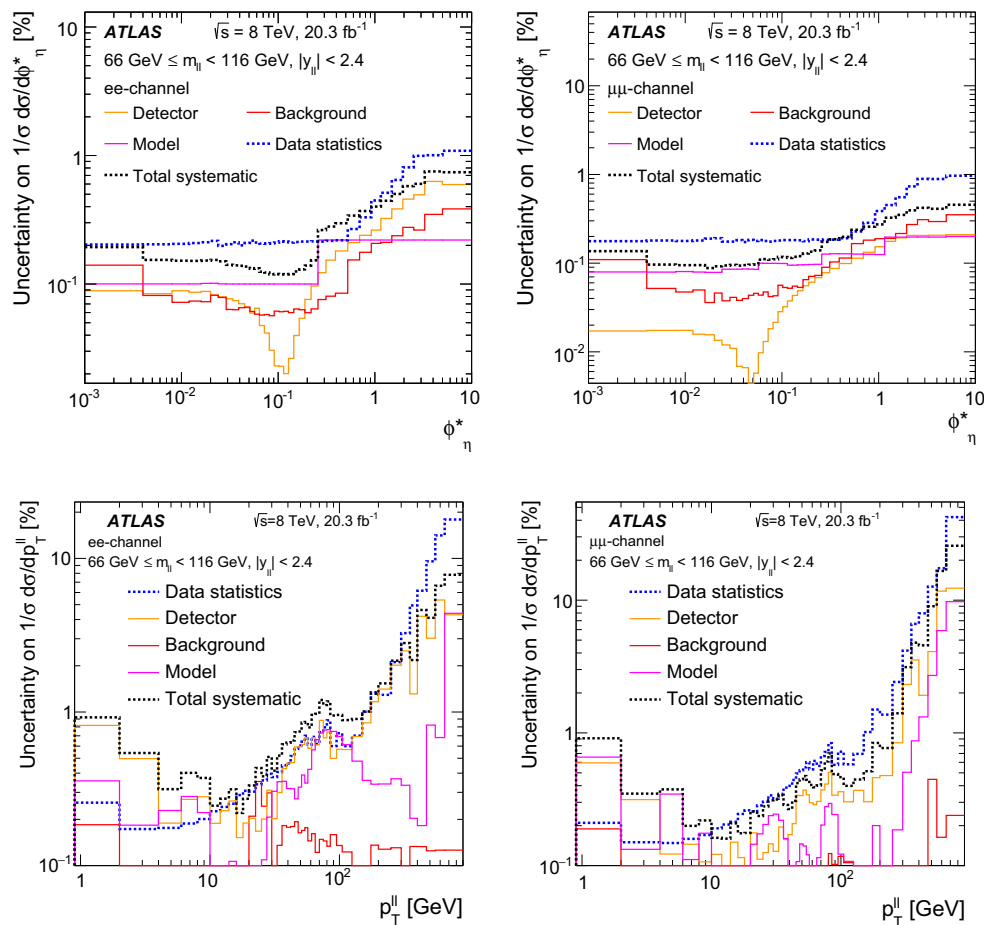 Uncertainty on 1/σ dσ/dϕ*η [%]
10
1
10⁻¹
ATLAS √s = 8 TeV, 20.3 fb⁻¹
66 GeV ≤ mll < 116 GeV, |yll| < 2.4
ee-channel
Detector Background
Model Data statistics
Total systematic
10⁻³ 10⁻² 10⁻¹ 1 10
ϕ*η
Uncertainty on 1/σ dσ/dϕ*η [%]
10
1
10⁻¹
10⁻²
ATLAS √s = 8 TeV, 20.3 fb⁻¹
66 GeV ≤ mll < 116 GeV, |yll| < 2.4
μμ-channel
Detector Background
Model Data statistics
Total systematic
10⁻³ 10⁻² 10⁻¹ 1 10
ϕ*η
Uncertainty on 1/σ dσ/dpTll [%]
10
1
10⁻¹
ATLAS √s=8 TeV, 20.3 fb⁻¹
ee-channel
66 GeV ≤ mll < 116 GeV, |yll| < 2.4
Data statistics
Detector
Background
Model
Total systematic
1 10 10²
pTll [GeV]
Uncertainty on 1/σ dσ/dpTll [%]
10
1
10⁻¹
ATLAS √s=8 TeV, 20.3 fb⁻¹
μμ-channel
66 GeV ≤ mll < 116 GeV, |yll| < 2.4
Data statistics
Detector
Background
Model
Total systematic
1 10 10²
pTll [GeV]